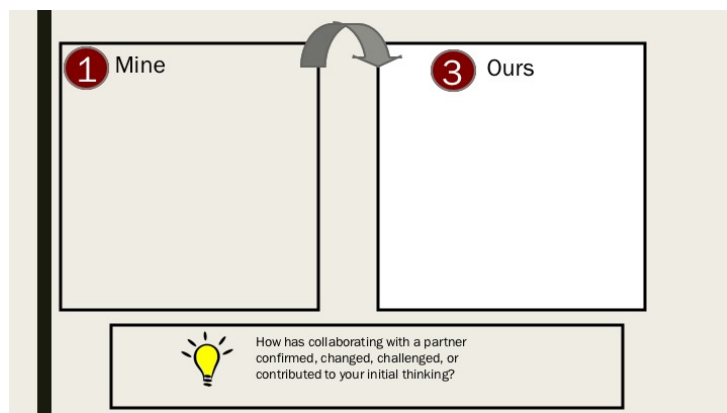 1 Mine
3 Ours
How has collaborating with a partner
confirmed, changed, challenged, or
contributed to your initial thinking?